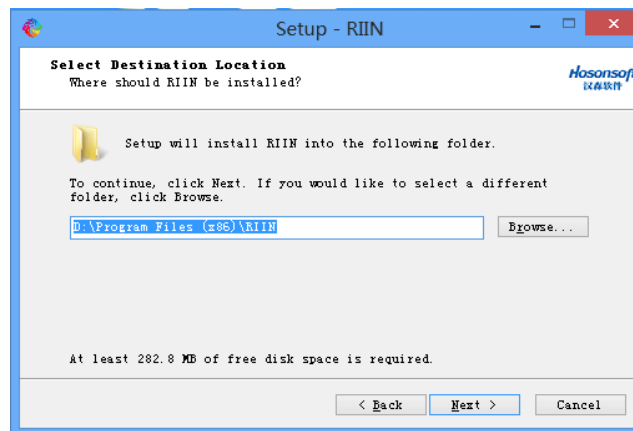 Setup - RIIN
Select Destination Location
Where should RIIN be installed?
Hosonsoft
汉森软件
Setup will install RIIN into the following folder.
To continue, click Next. If you would like to select a different
folder, click Browse.
D:\Program Files (x86)\RIIN
Browse...
At least 282.8 MB of free disk space is required.
< Back
Next >
Cancel